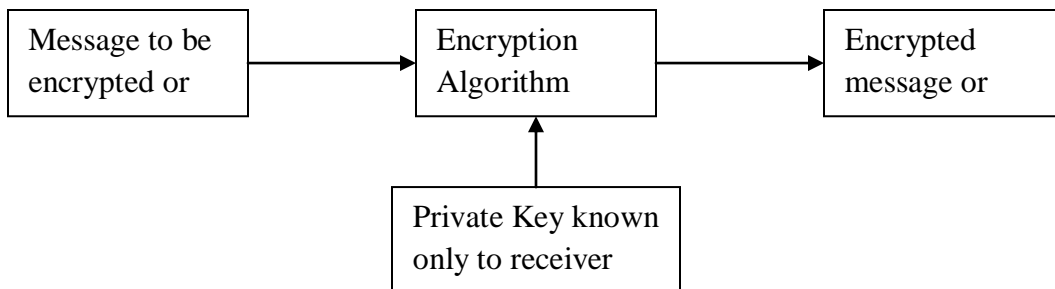 Message to be
encrypted or
Encryption
Algorithm
Encrypted
message or
Private Key known
only to receiver